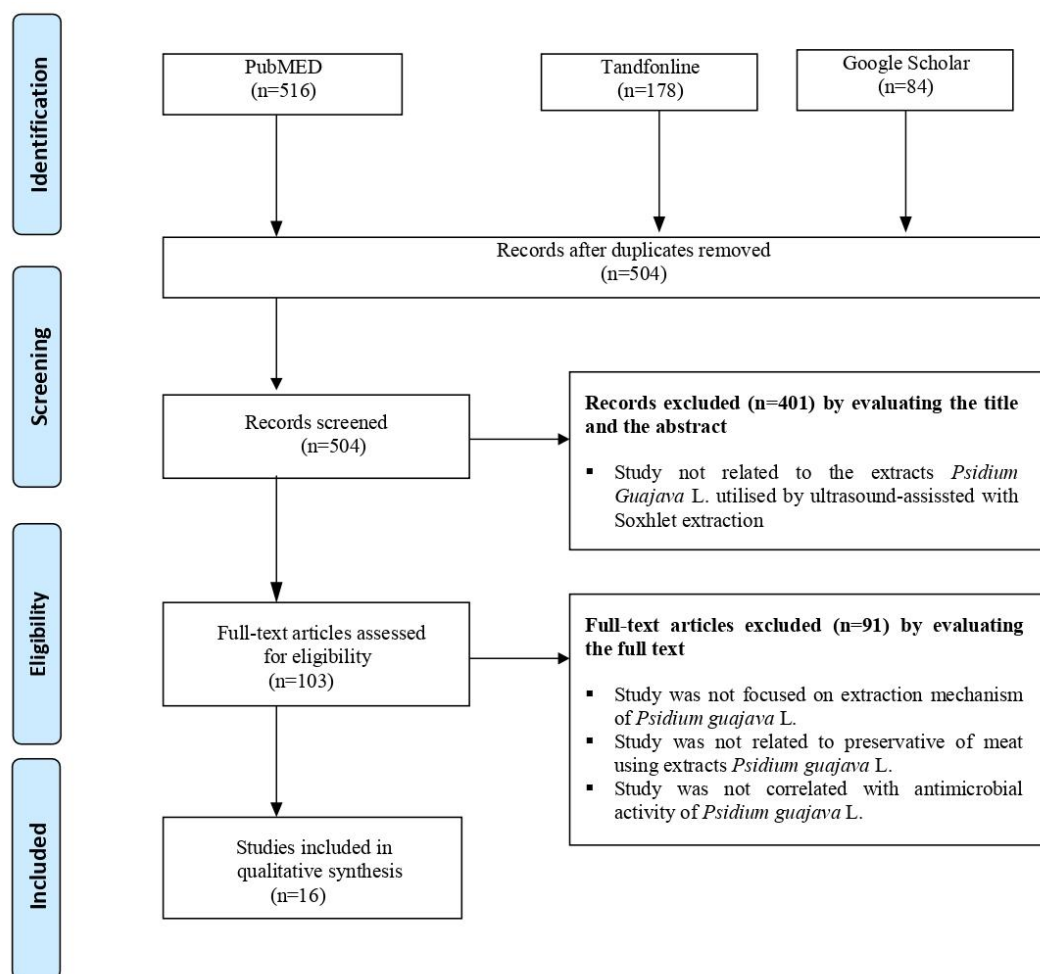 Identification
PubMED
(n=516)
Tandfonline
(n=178)
Google Scholar
(n=84)
Records after duplicates removed
(n=504)
Screening
Records screened
(n=504)
Records excluded (n=401) by evaluating the title
and the abstract
▪ Study not related to the extracts Psidium
Guajava L. utilised by ultrasound-assissted with
Soxhlet extraction
Eligibility
Full-text articles assessed
for eligibility
(n=103)
Full-text articles excluded (n=91) by evaluating
the full text
▪ Study was not focused on extraction mechanism
of Psidium guajava L.
▪ Study was not related to preservative of meat
using extracts Psidium guajava L.
▪ Study was not correlated with antimicrobial
activity of Psidium guajava L.
Included
Studies included in
qualitative synthesis
(n=16)